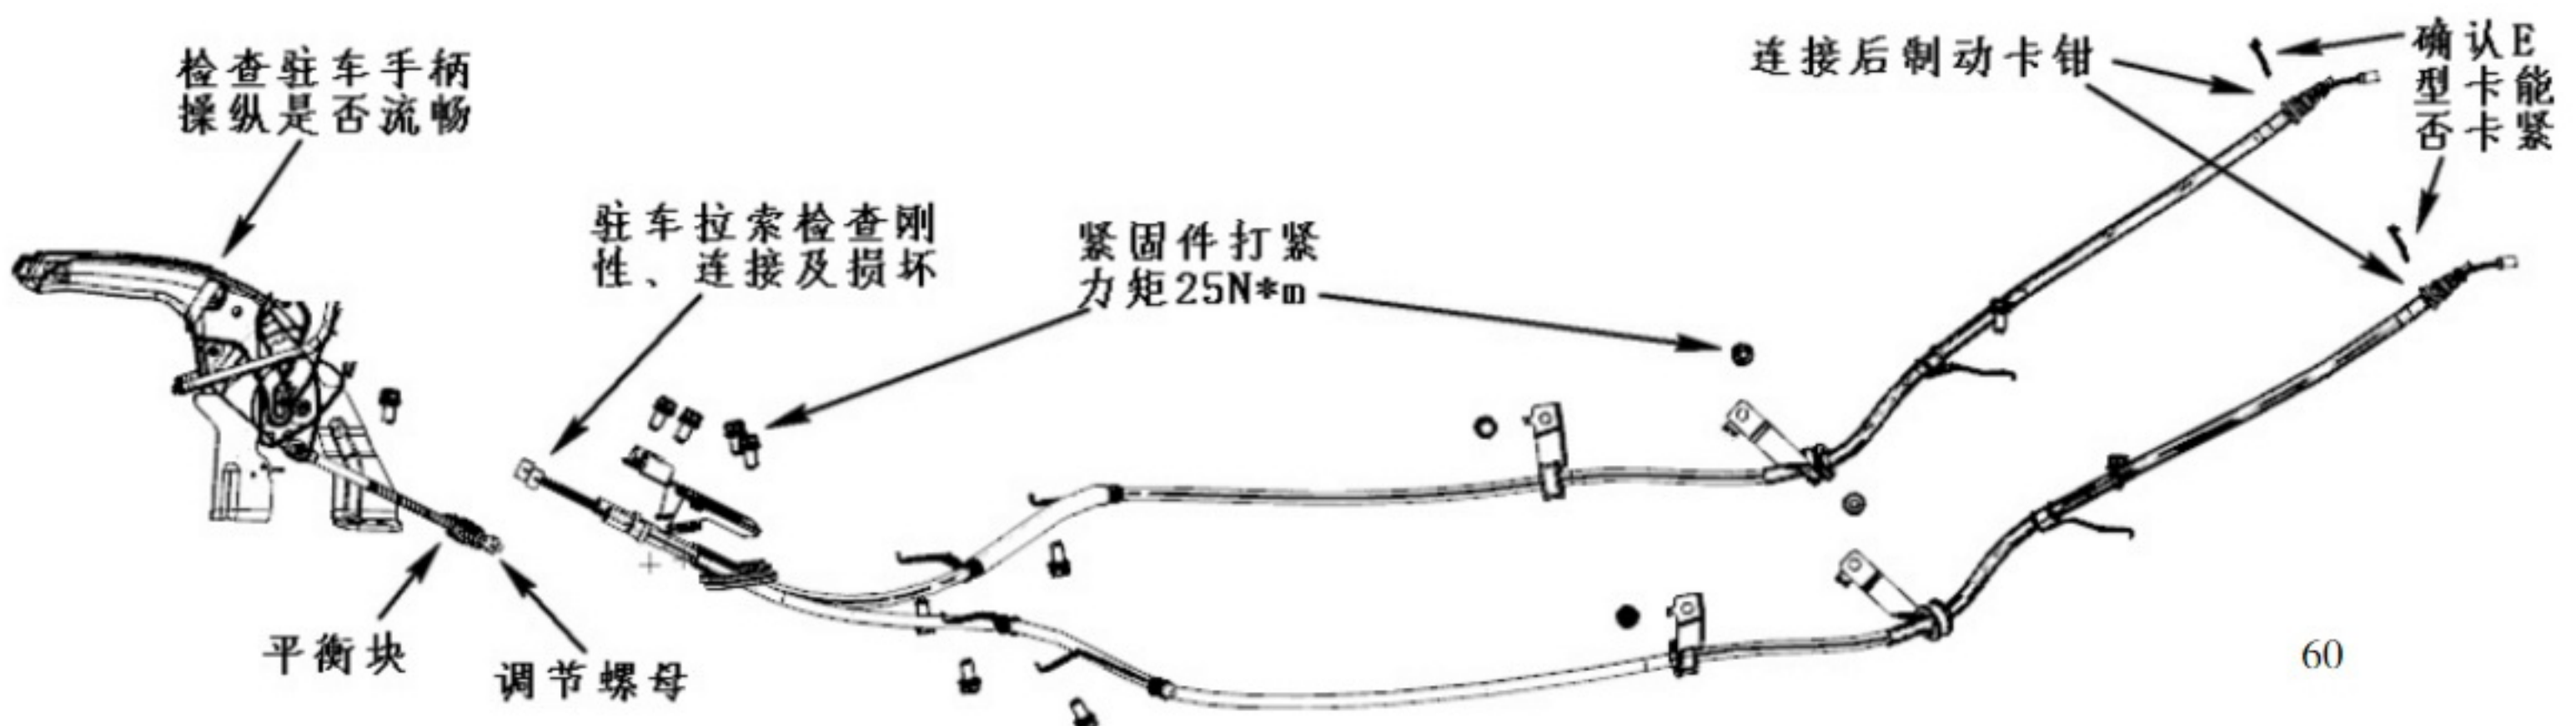 检查驻车手柄
操纵是否流畅
驻车拉索检查刚
性、连接及损坏
紧固件打紧
力矩25N*m
连接后制动卡钳
确认E
型卡能
否卡紧
平衡块
调节螺母
60